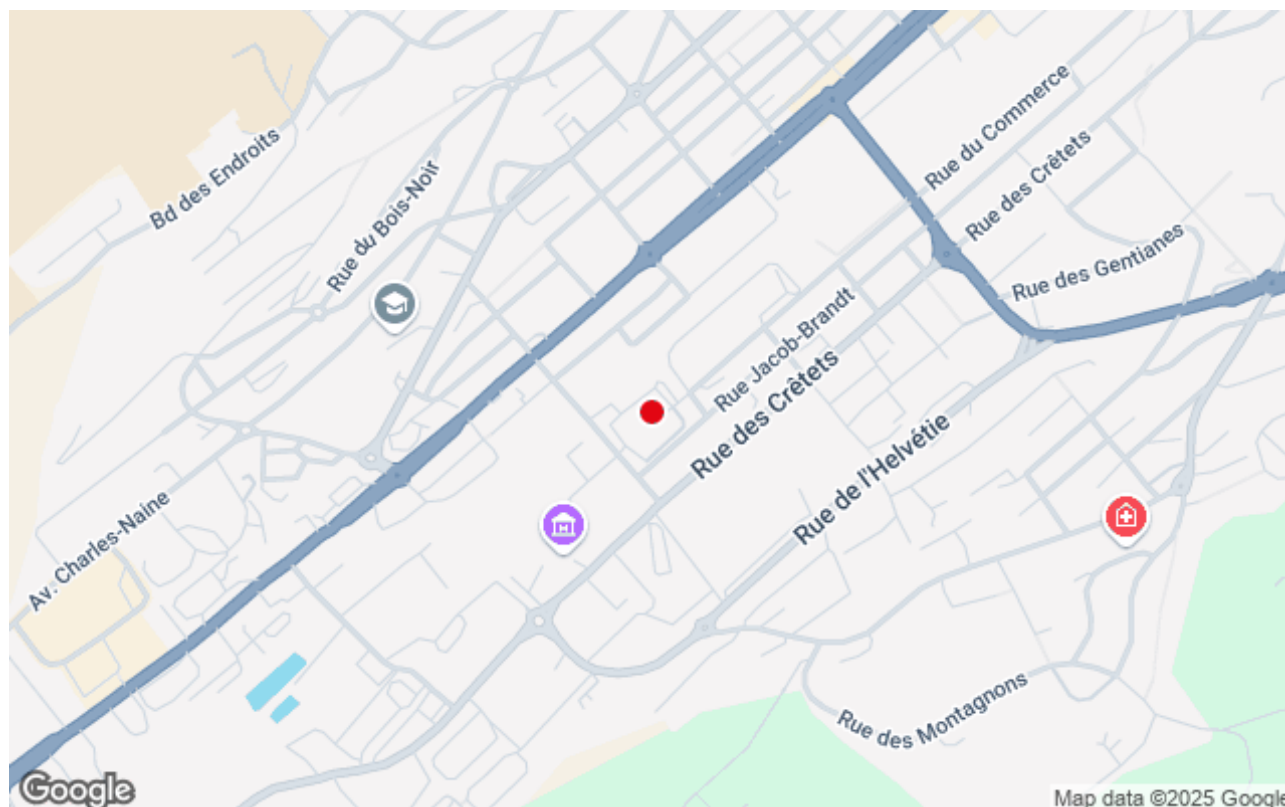 Rue du Commerce
Bd des Endroits
Rue du Bois-Noir
Rue des Crêtets
Rue des Gentianes
Rue Jacob-Brandt
Rue des Crêtets
Rue de l'Helvétie
Av. Charles-Naine
Rue des Montagnons
Google
Map data ©2025 Google